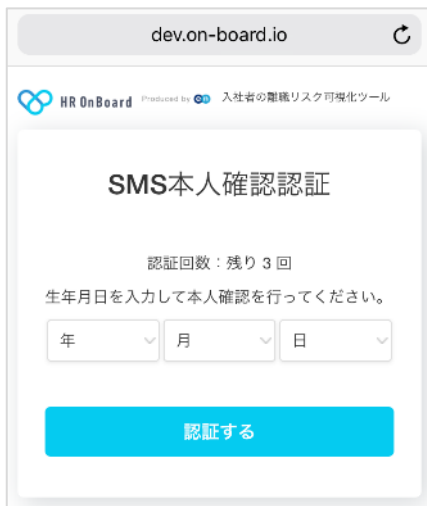 dev.on-board.io
HR OnBoard Produced by en 入社者の離職リスク可視化ツール
SMS本人確認認証
認証回数：残り 3 回
生年月日を入力して本人確認を行ってください。
年 月 日
認証する